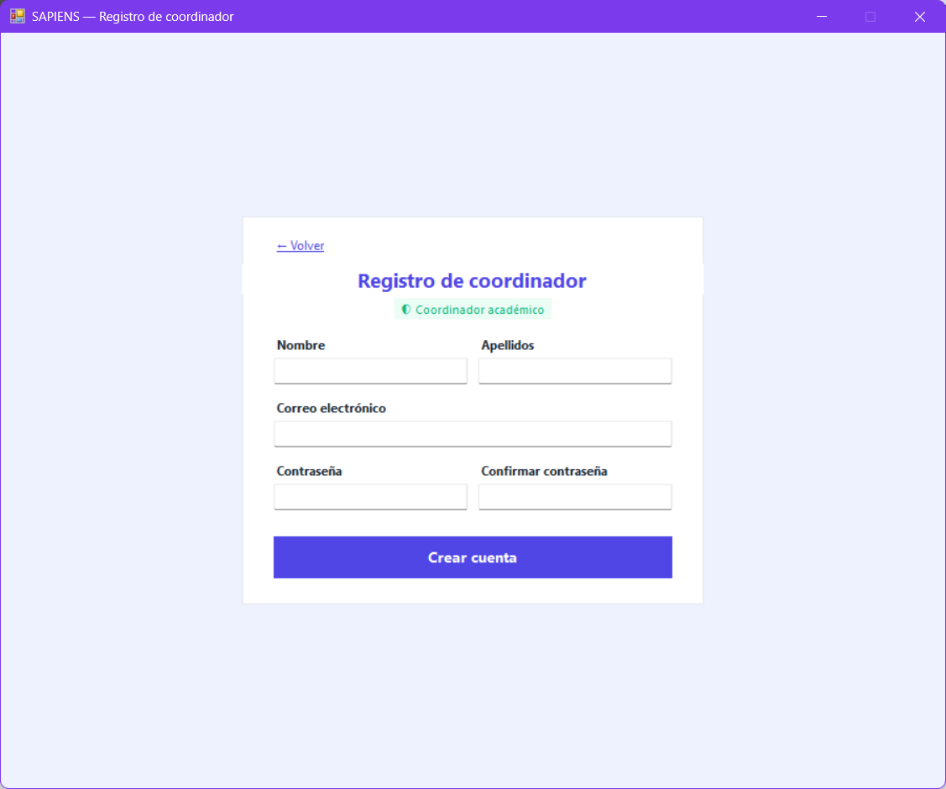 SAPIENS — Registro de coordinador
← Volver
Registro de coordinador
Coordinador académico
Nombre Apellidos
Correo electrónico
Contraseña Confirmar contraseña
Crear cuenta